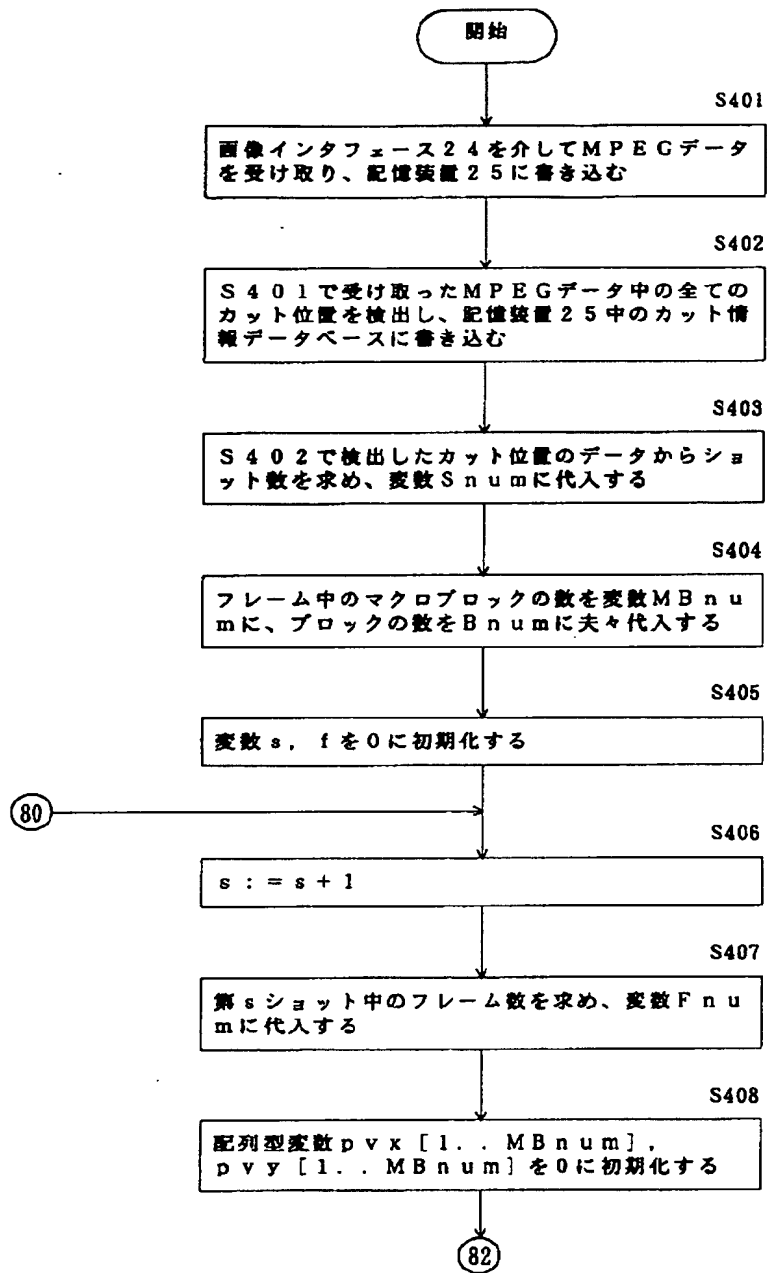 開始
S401
画像インタフェース24を介してMPEGデータ
を受け取り、記憶装置25に書き込む
S402
S401で受け取ったMPEGデータ中の全ての
カット位置を検出し、記憶装置25中のカット情
報データベースに書き込む
S403
S402で検出したカット位置のデータからショ
ット数を求め、変数Snumに代入する
S404
フレーム中のマクロブロックの数を変数MBnu
mに、ブロックの数をBnumに夫々代入する
S405
変数s,fを0に初期化する
80
S406
s:=s+1
S407
第sショット中のフレーム数を求め、変数Fnu
mに代入する
S408
配列型変数pvx[1..MBnum],
pvy[1..MBnum]を0に初期化する
82